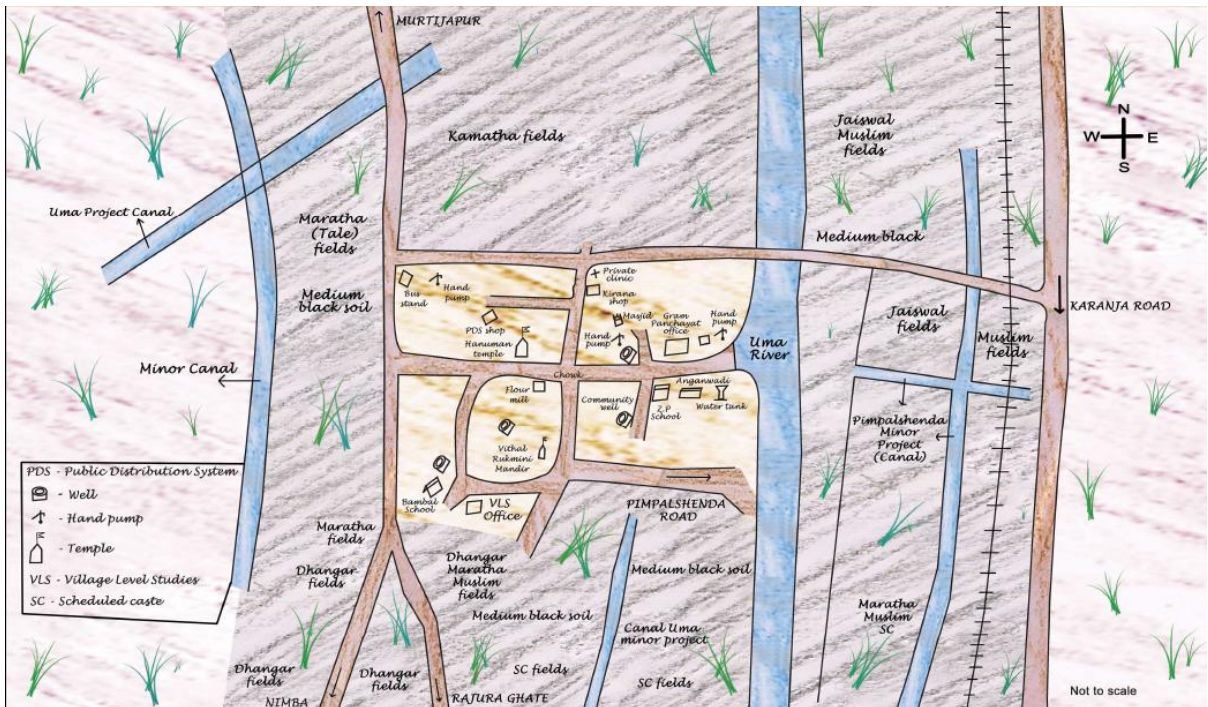 MURTIJAPUR
N
W E
S
Kamatha fields
Jaiswal
Muslim
fields
Uma Project Canal
Maratha
(Tale)
fields
Medium black
Medium
black soil
Bus
stand
Hand
pump
Private
clinic
Kirana
shop
PDS shop
Hanuman
temple
Masjid
Hand
pump
Gram
Panchayat
office
Hand
pump
Uma
River
Jaiswal
fields
Muslim
fields
KARANJA ROAD
Minor Canal
Chowk
Flour
mill
Community
well
Z.P
School
Anganwadi
Water tank
Vithal
Rukmini
Mandir
Pimpalshenda
Minor
Project
(Canal)
Bambal
School
VLS
Office
PIMPALSHENDA
ROAD
PDS - Public Distribution System
- Well
- Hand pump
- Temple
VLS - Village Level Studies
SC - Scheduled caste
Maratha
fields
Dhangar
fields
Dhangar
Maratha
Muslim
fields
Medium black soil
Medium black soil
Canal Uma
minor project
Maratha
Muslim
SC
Dhangar
fields
Dhangar
fields
SC fields
SC fields
NIMBA
RAJURA GHATE
Not to scale